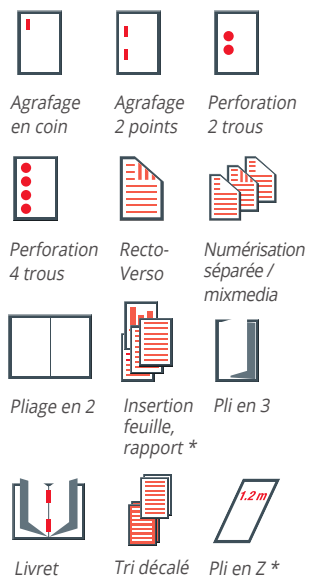 Agrafage
en coin
Agrafage
2 points
Perforation
2 trous
Perforation
4 trous
Recto-
Verso
Numérisation
séparée /
mixmedia
Pliage en 2
Insertion
feuille,
rapport *
Pli en 3
1.2 m
Livret
Tri décalé
Pli en Z *